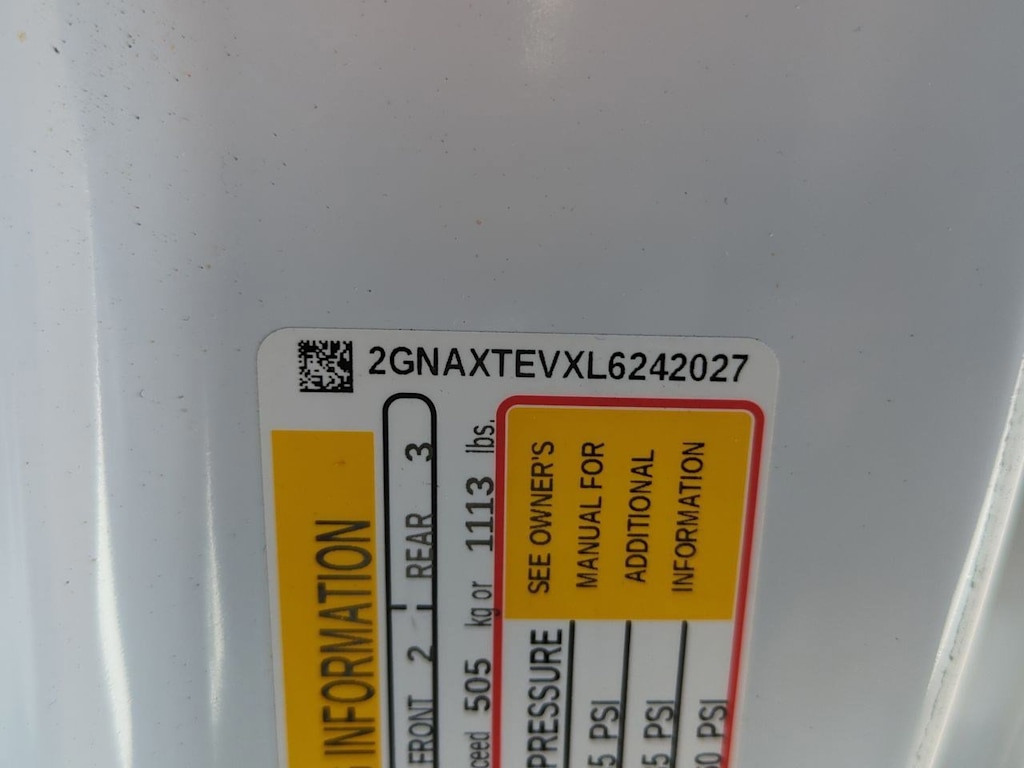 2GNAXTEVXL6242027
INFORMATION
FRONT 2 REAR 3
505 kg or 1113 lbs.
SEE OWNER'S
MANUAL FOR
ADDITIONAL
INFORMATION
PRESSURE
PSI
PSI
PSI